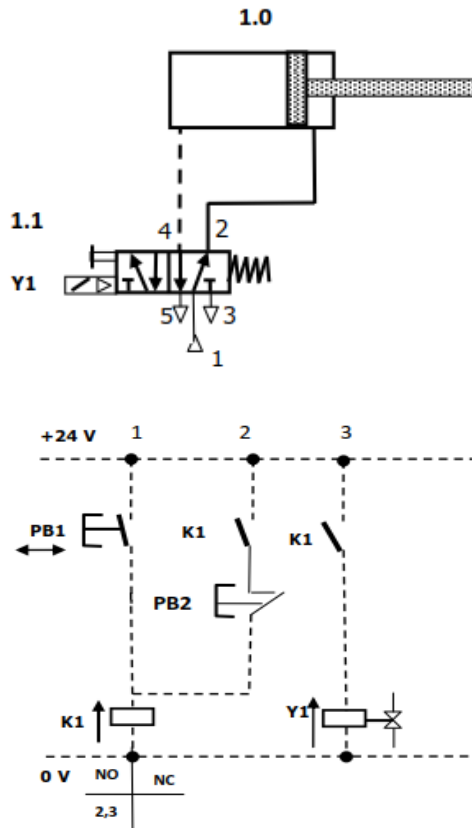 1.0
1.1
4 2
Y1
5 3
1
+24 V 1 2 3
PB1 K1 K1
PB2
K1 Y1
0 V NO NC
2,3